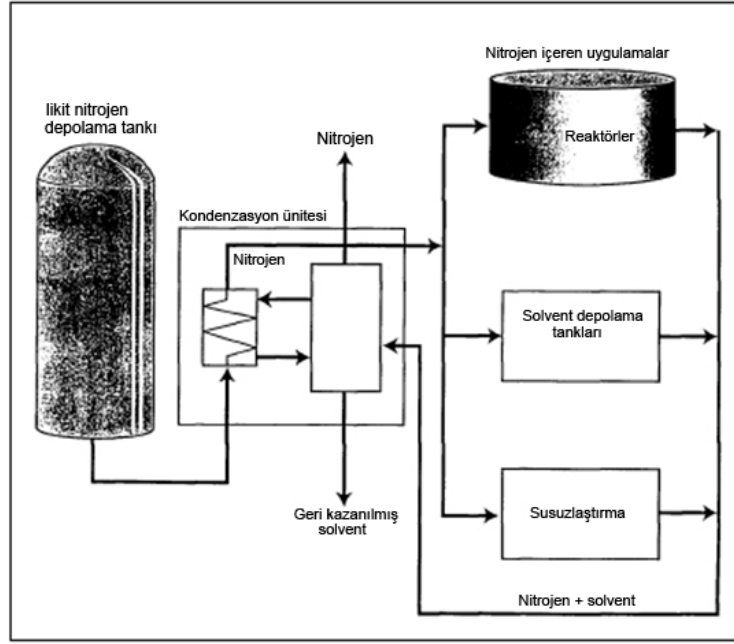 likit nitrojen
depolama tankı
Nitrojen içeren uygulamalar
Reaktörler
Nitrojen
Kondenzasyon ünitesi
Nitrojen
Solvent depolama
tankları
Geri kazanılmış
solvent
Susuzlaştırma
Nitrojen + solvent